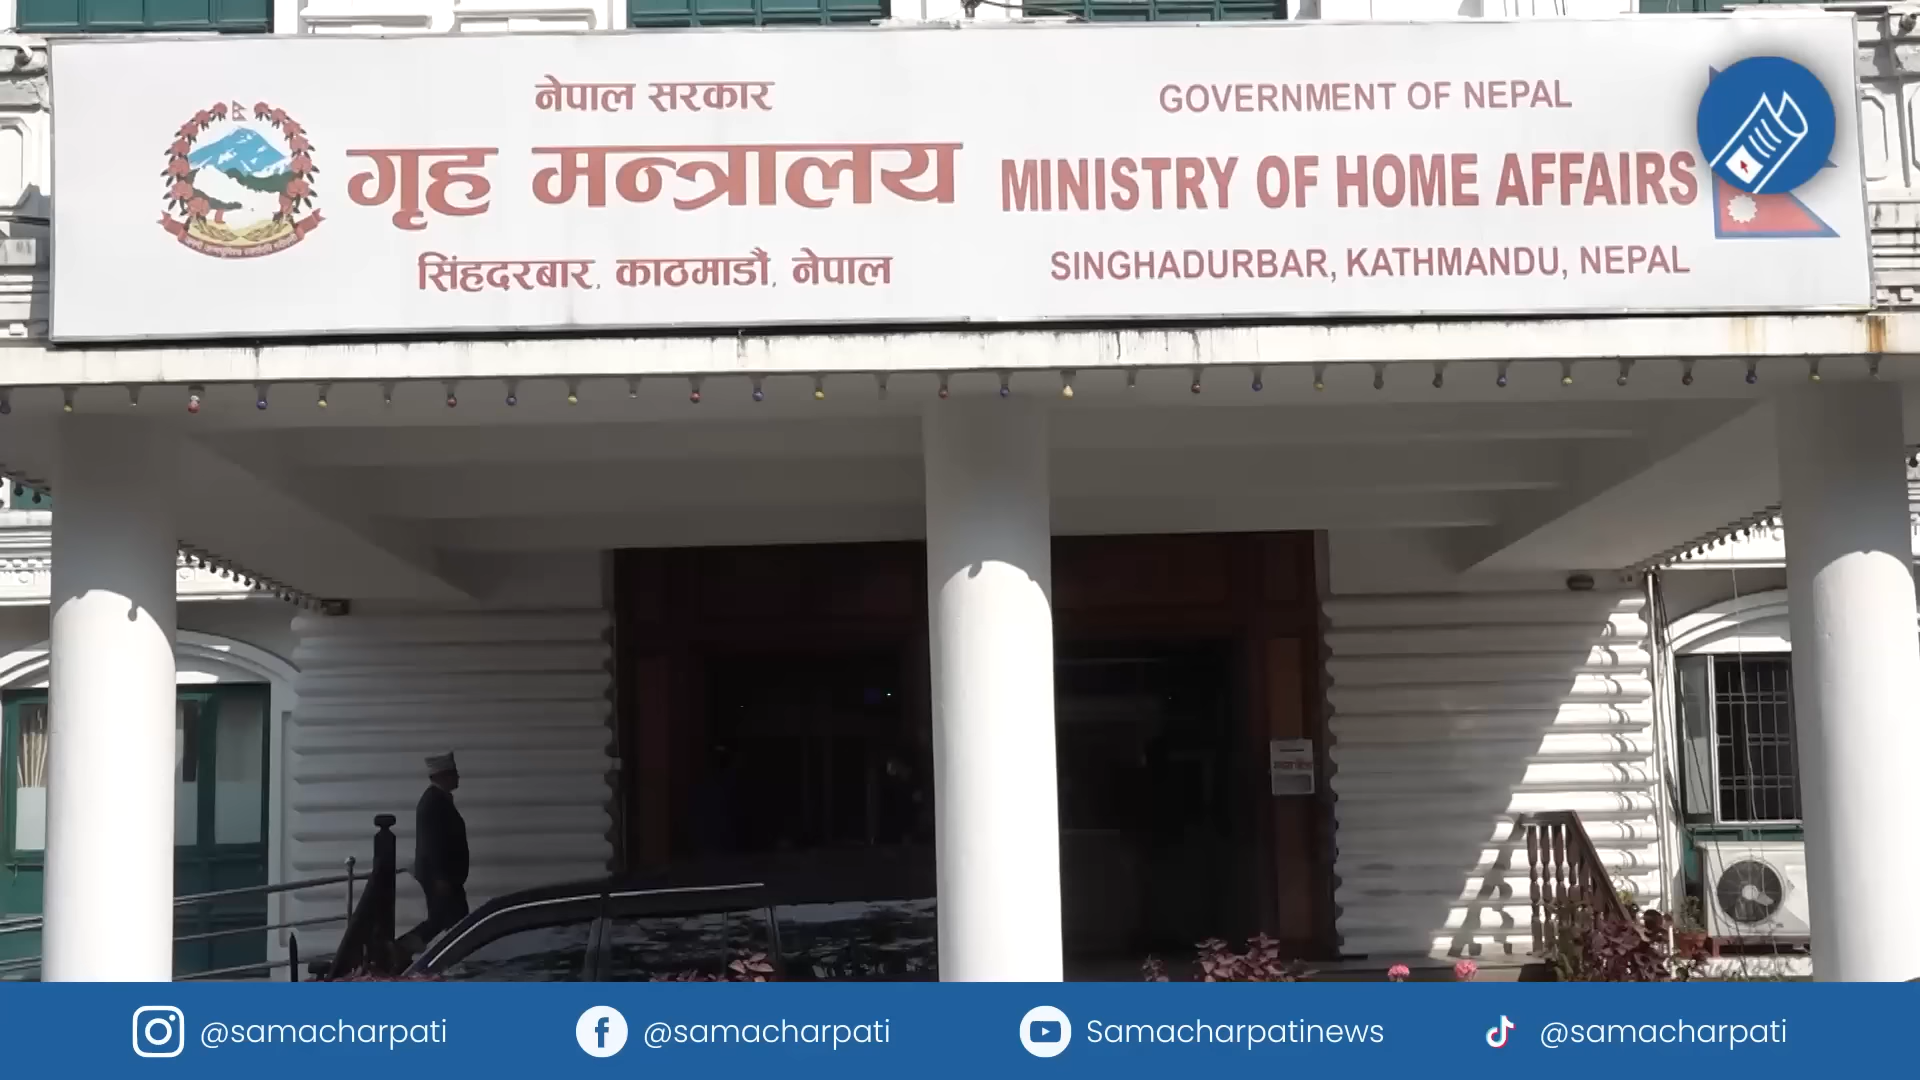 नेपाल सरकार
गृह मन्त्रालय
सिंहदरबार, काठमाडौं, नेपाल
GOVERNMENT OF NEPAL
MINISTRY OF HOME AFFAIRS
SINGHADURBAR, KATHMANDU, NEPAL
@samacharpati
@samacharpati
Samacharpatinews
@samacharpati